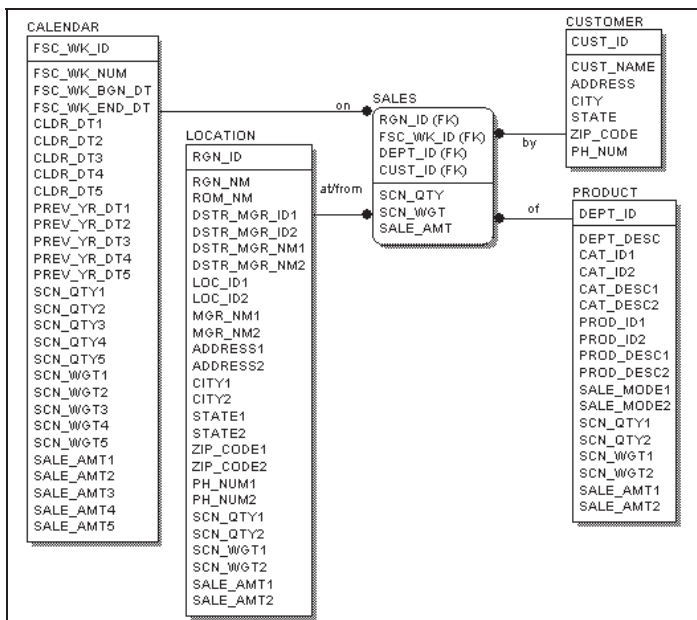 CALENDAR
FSC_WK_ID
FSC_WK_NUM
FSC_WK_BGN_DT
FSC_WK_END_DT
CLDR_DT1
CLDR_DT2
CLDR_DT3
CLDR_DT4
CLDR_DT5
PREV_YR_DT1
PREV_YR_DT2
PREV_YR_DT3
PREV_YR_DT4
PREV_YR_DT5
SCN_QTY1
SCN_QTY2
SCN_QTY3
SCN_QTY4
SCN_QTY5
SCN_WGT1
SCN_WGT2
SCN_WGT3
SCN_WGT4
SCN_WGT5
SALE_AMT1
SALE_AMT2
SALE_AMT3
SALE_AMT4
SALE_AMT5
LOCATION
RGN_ID
RGN_NM
ROM_NM
DSTR_MGR_ID1
DSTR_MGR_ID2
DSTR_MGR_NM1
DSTR_MGR_NM2
LOC_ID1
LOC_ID2
MGR_NM1
MGR_NM2
ADDRESS1
ADDRESS2
CITY1
CITY2
STATE1
STATE2
ZIP_CODE1
ZIP_CODE2
PH_NUM1
PH_NUM2
SCN_QTY1
SCN_QTY2
SCN_WGT1
SCN_WGT2
SALE_AMT1
SALE_AMT2
on
at/from
SALES
RGN_ID (FK)
FSC_WK_ID (FK)
DEPT_ID (FK)
CUST_ID (FK)
SCN_QTY
SCN_WGT
SALE_AMT
by
of
CUSTOMER
CUST_ID
CUST_NAME
ADDRESS
CITY
STATE
ZIP_CODE
PH_NUM
PRODUCT
DEPT_ID
DEPT_DESC
CAT_ID1
CAT_ID2
CAT_DESC1
CAT_DESC2
PROD_ID1
PROD_ID2
PROD_DESC1
PROD_DESC2
SALE_MODE1
SALE_MODE2
SCN_QTY1
SCN_QTY2
SCN_WGT1
SCN_WGT2
SALE_AMT1
SALE_AMT2